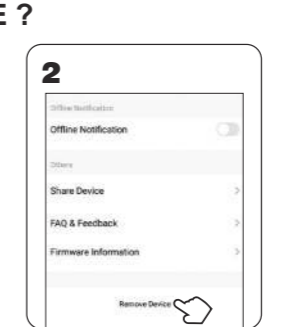 E ?
2
Offline Notification
Offline Notification
Others
Share Device
FAQ & Feedback
Firmware Information
Remove Device